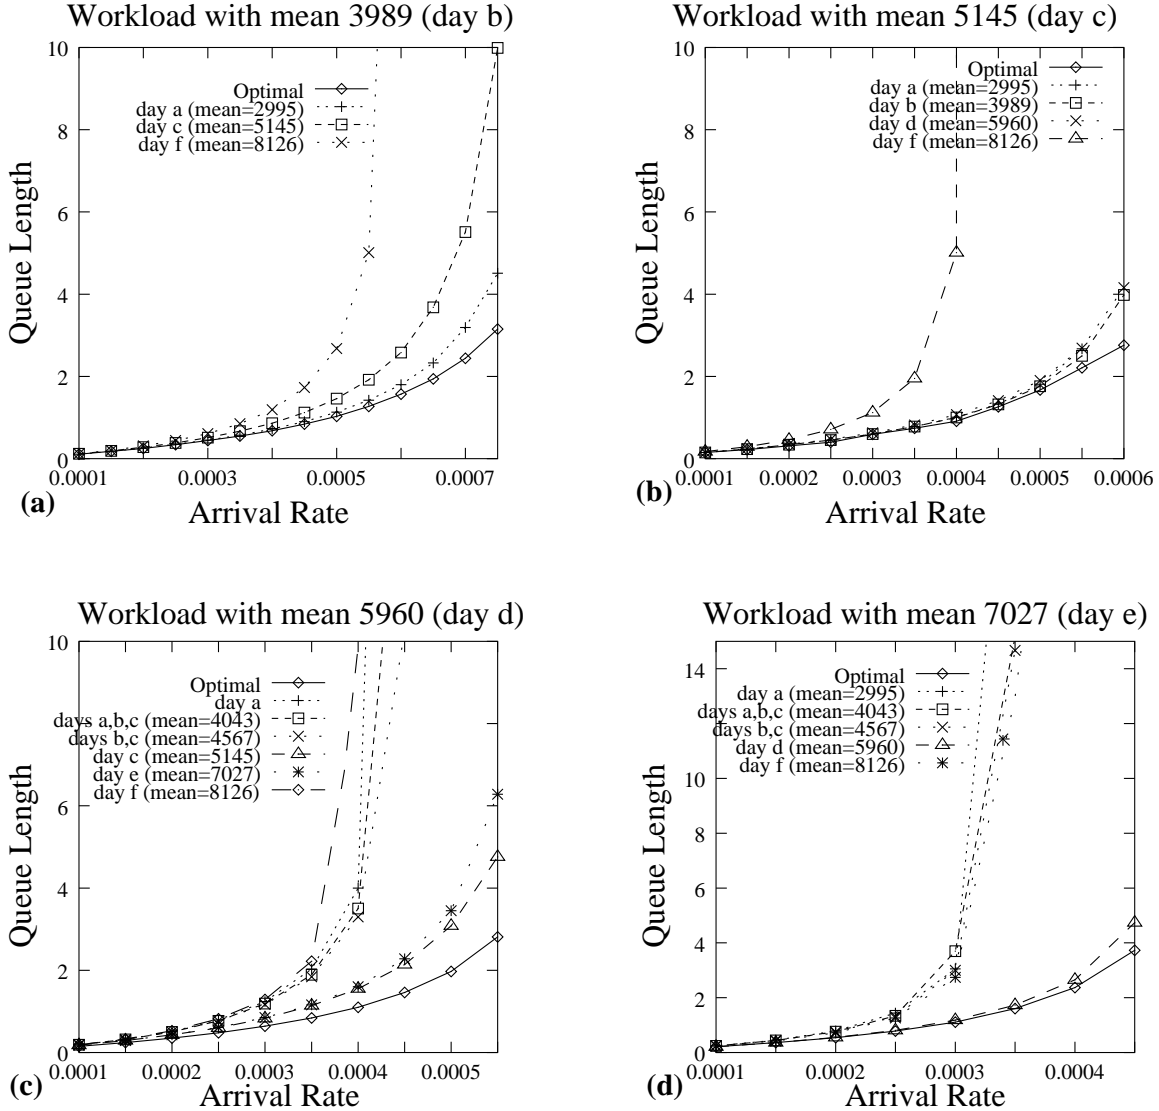 Workload with mean 3989 (day b)
10
8
6
4
2
0
Queue Length
Optimal
day a (mean=2995)
day c (mean=5145)
day f (mean=8126)
0.0001 0.0003 0.0005 0.0007
Arrival Rate
(a)
Workload with mean 5145 (day c)
10
8
6
4
2
0
Queue Length
Optimal
day a (mean=2995)
day b (mean=3989)
day d (mean=5960)
day f (mean=8126)
0.0001 0.0002 0.0003 0.0004 0.0005 0.0006
Arrival Rate
(b)
Workload with mean 5960 (day d)
10
8
6
4
2
0
Queue Length
Optimal
day a
days a,b,c (mean=4043)
days b,c (mean=4567)
day c (mean=5145)
day e (mean=7027)
day f (mean=8126)
0.0001 0.0002 0.0003 0.0004 0.0005
Arrival Rate
(c)
Workload with mean 7027 (day e)
14
12
10
8
6
4
2
0
Queue Length
Optimal
day a (mean=2995)
days a,b,c (mean=4043)
days b,c (mean=4567)
day d (mean=5960)
day f (mean=8126)
0.0001 0.0002 0.0003 0.0004
Arrival Rate
(d)